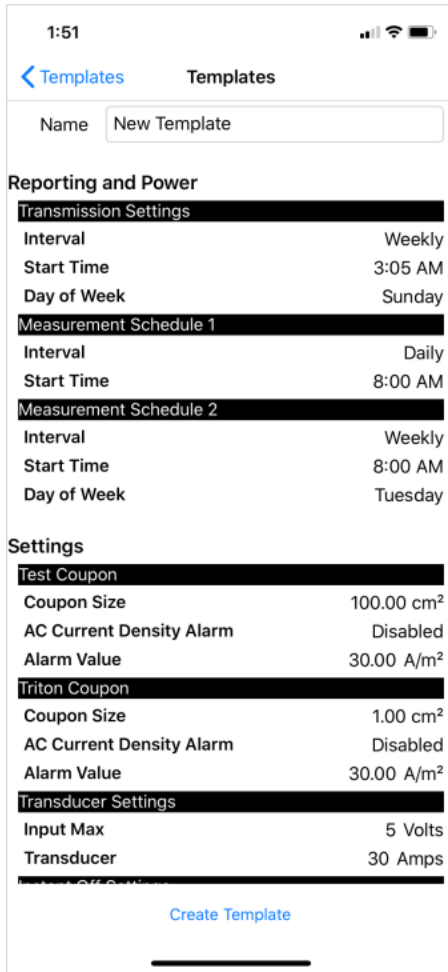 1:51
Templates Templates
Name New Template
Reporting and Power
Transmission Settings
Interval Weekly
Start Time 3:05 AM
Day of Week Sunday
Measurement Schedule 1
Interval Daily
Start Time 8:00 AM
Measurement Schedule 2
Interval Weekly
Start Time 8:00 AM
Day of Week Tuesday
Settings
Test Coupon
Coupon Size 100.00 cm²
AC Current Density Alarm Disabled
Alarm Value 30.00 A/m²
Triton Coupon
Coupon Size 1.00 cm²
AC Current Density Alarm Disabled
Alarm Value 30.00 A/m²
Transducer Settings
Input Max 5 Volts
Transducer 30 Amps
Instant Off Settings
Create Template